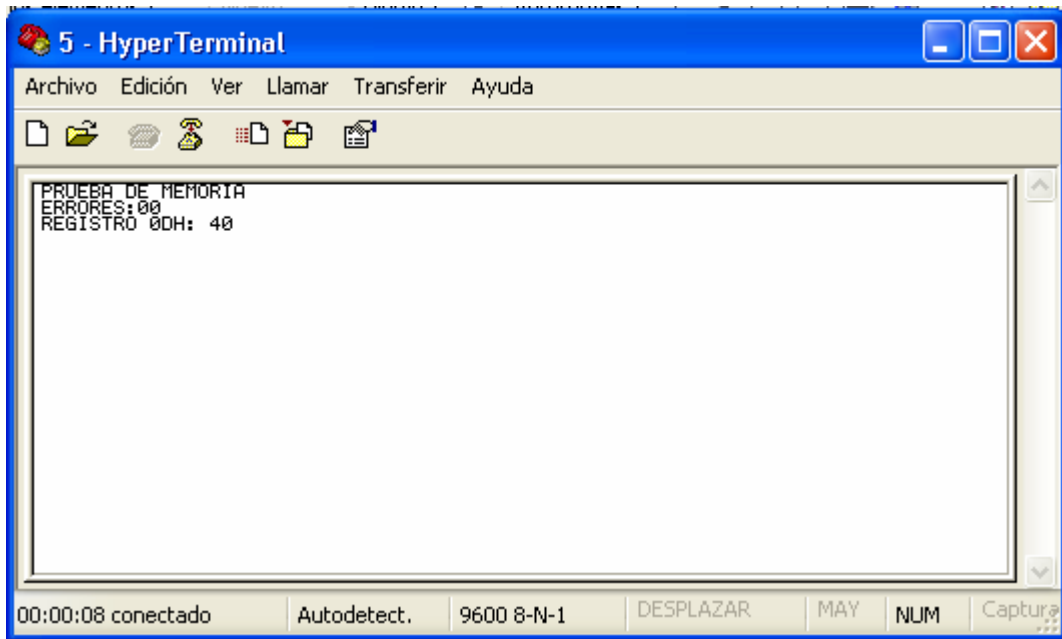 5 - HyperTerminal
Archivo Edición Ver Llamar Transferir Ayuda
PRUEBA DE MEMORIA
ERRORES:00
REGISTRO 0DH: 40
00:00:08 conectado Autodetect. 9600 8-N-1 DESPLAZAR MAY NUM Captura